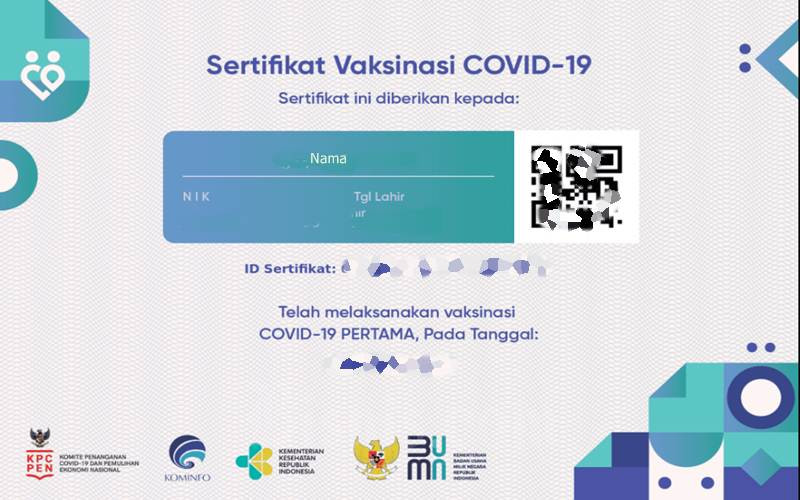 Sertifikat Vaksinasi COVID-19
Sertifikat ini diberikan kepada:
Nama
NIK
Tgl Lahir
ID Sertifikat:
Telah melaksanakan vaksinasi
COVID-19 PERTAMA, Pada Tanggal:
KPC
PEN
KOMITE PENANGANAN
COVID-19 DAN PEMULIHAN
EKONOMI NASIONAL
KOMINFO
KEMENTERIAN
KESEHATAN
REPUBLIK
INDONESIA
BUMN
KEMENTERIAN
BADAN USAHA
MILIK NEGARA
REPUBLIK
INDONESIA